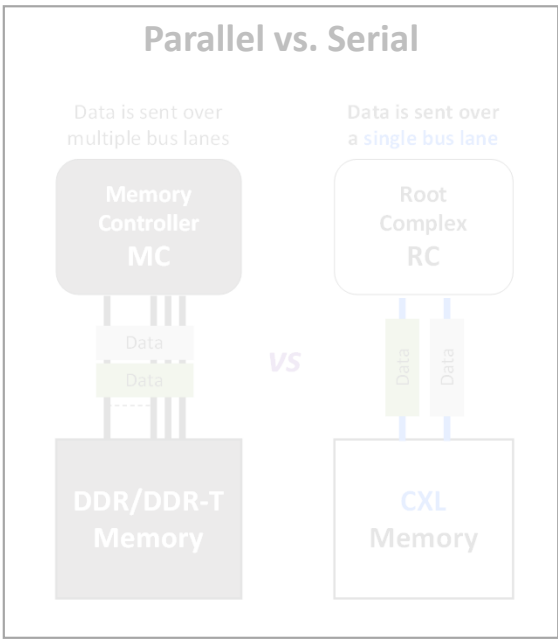 Parallel vs. Serial
Data is sent over
multiple bus lanes
Memory
Controller
MC
Data
Data
DDR/DDR-T
Memory
vs
Data is sent over
a single bus lane
Root
Complex
RC
Data
Data
CXL
Memory